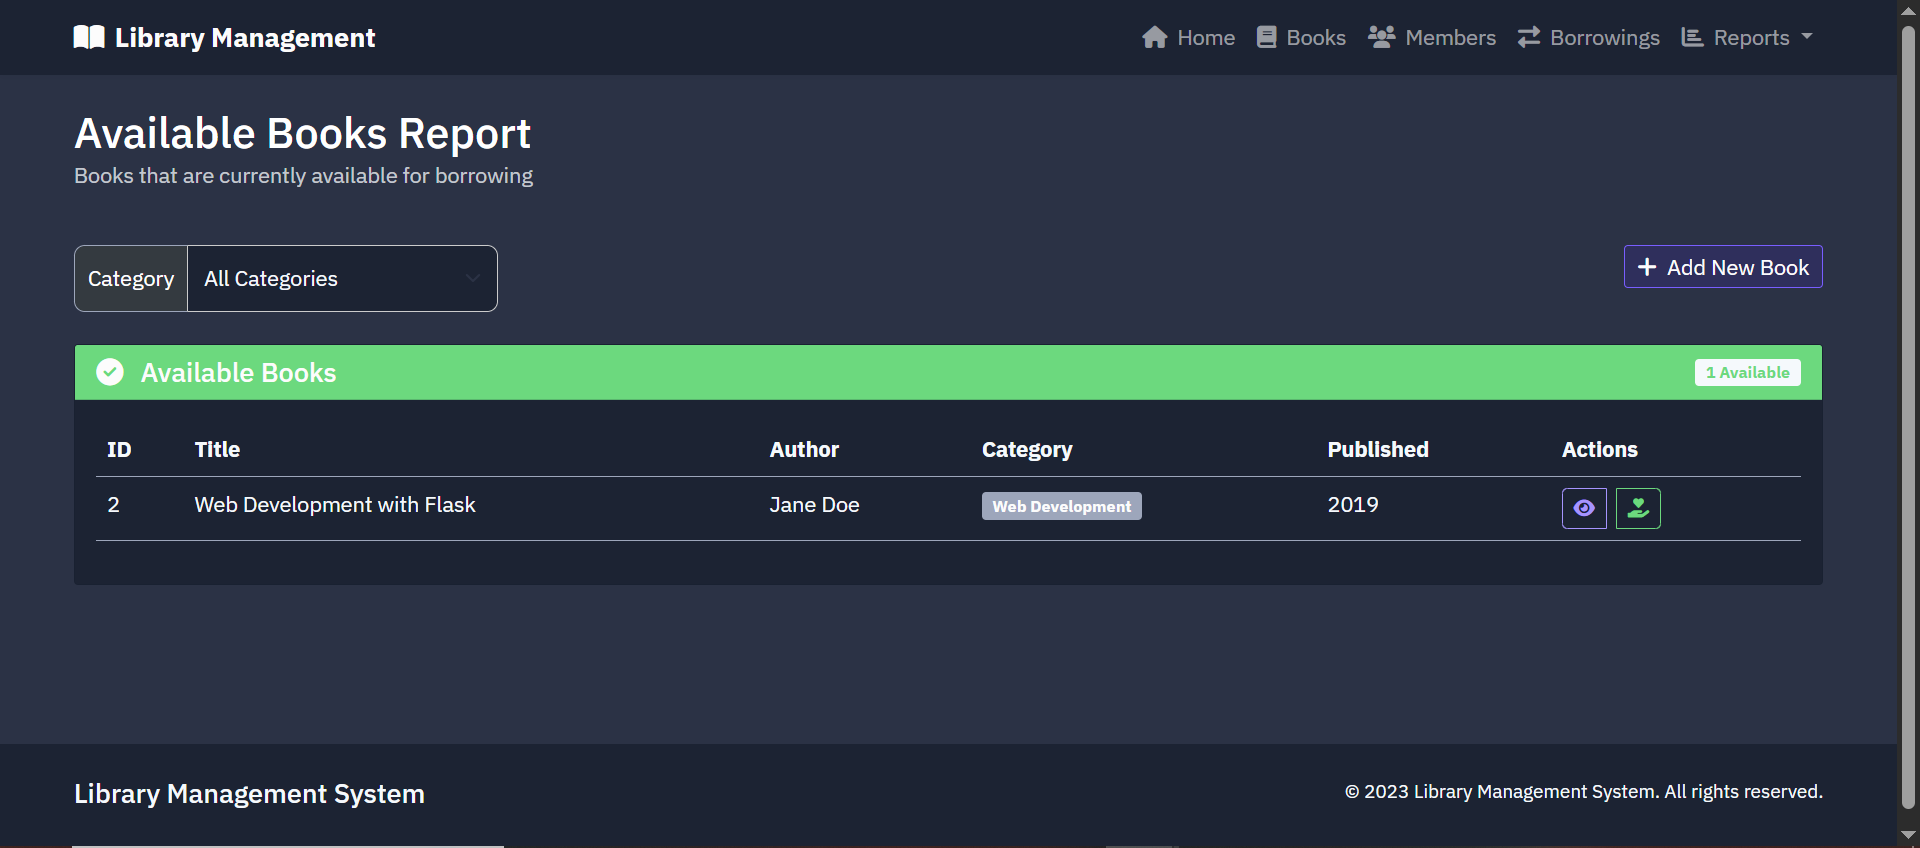 Library Management
Home Books Members Borrowings Reports
Available Books Report
Books that are currently available for borrowing
Category All Categories
Add New Book
Available Books 1 Available
ID Title Author Category Published Actions
2 Web Development with Flask Jane Doe Web Development 2019
Library Management System
© 2023 Library Management System. All rights reserved.